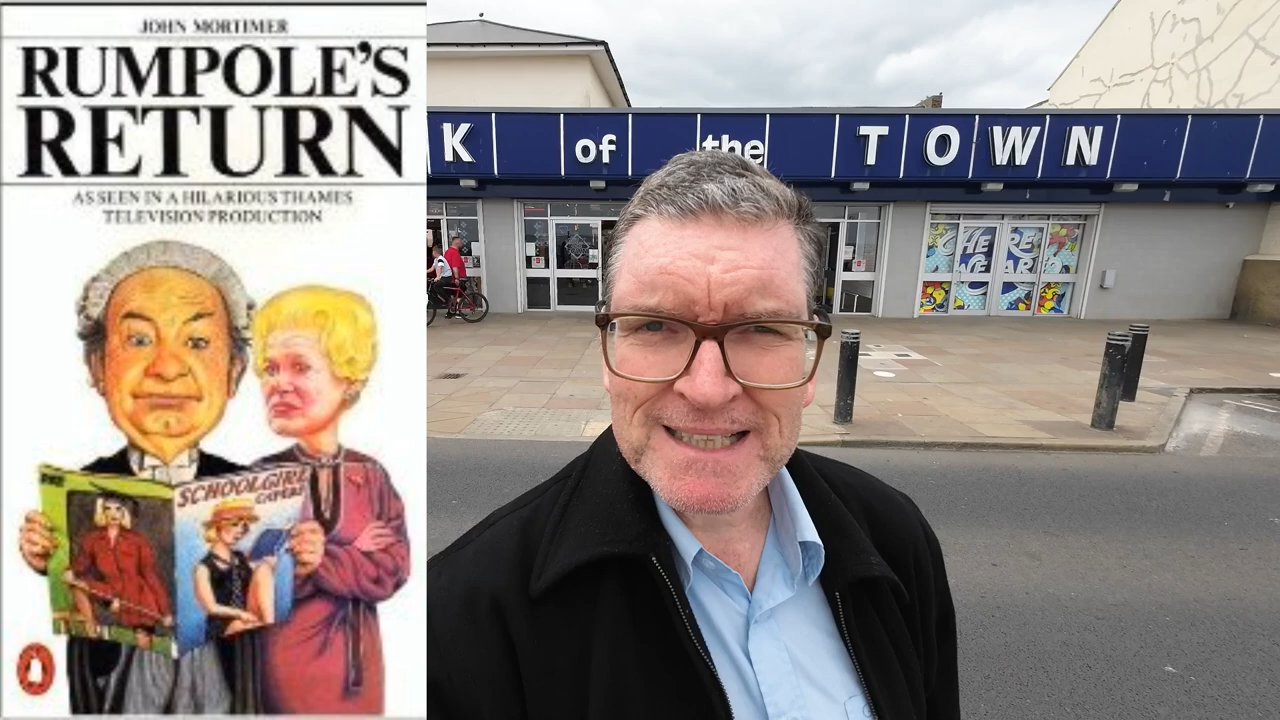 JOHN MORTIMER
RUMPOLE'S
RETURN
AS SEEN IN A HILARIOUS THAMES
TELEVISION PRODUCTION
SCHOOLGIRL
K of the TOWN